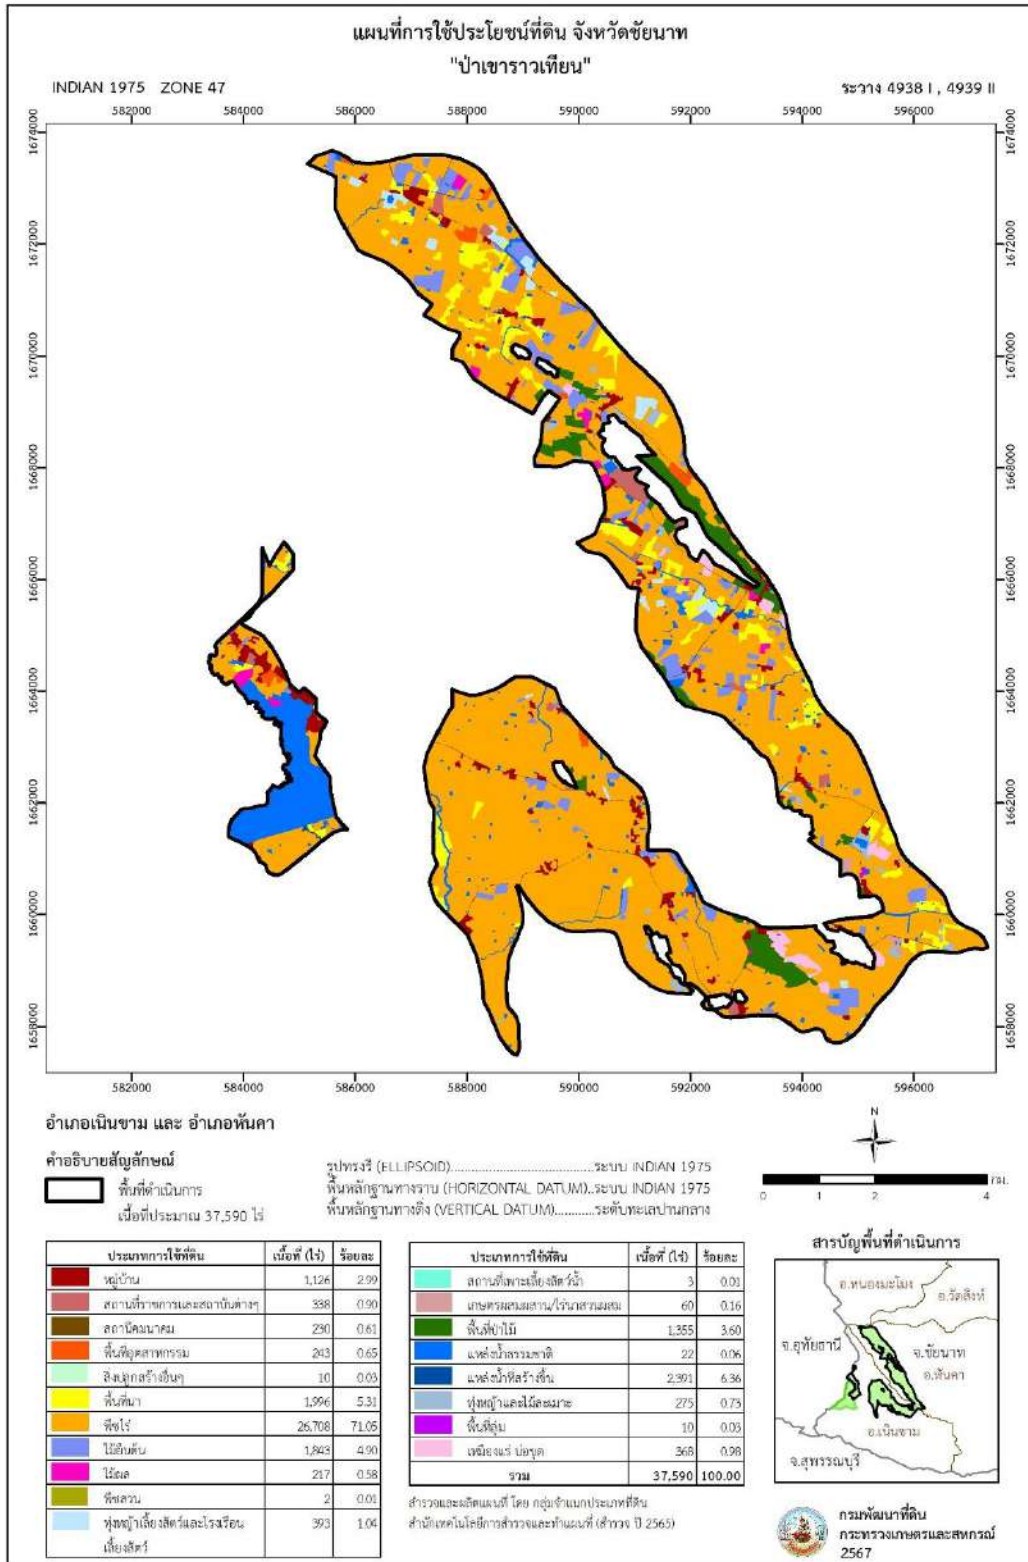 แผนที่การใช้ประโยชน์ที่ดิน จังหวัดชัยนาท
"ป่าเขาราวเทียน"
INDIAN 1975 ZONE 47
ระวาง 4938 I , 4939 II
582000 584000 586000 588000 590000 592000 594000 596000
1674000 1674000
1672000 1672000
1670000 1670000
1668000 1668000
1666000 1666000
1664000 1664000
1662000 1662000
1660000 1660000
1658000 1658000
582000 584000 586000 588000 590000 592000 594000 596000
อำเภอเนินขาม และ อำเภอหันคา
คำอธิบายสัญลักษณ์
พื้นที่ดำเนินการ
เนื้อที่ประมาณ 37,590 ไร่
รูปทรงรี (ELLIPSOID)........................................ระบบ INDIAN 1975
พื้นหลักฐานทางราบ (HORIZONTAL DATUM)..ระบบ INDIAN 1975
พื้นหลักฐานทางดิ่ง (VERTICAL DATUM)...........ระดับทะเลปานกลาง
N
กม.
0 1 2 4
ประเภทการใช้ที่ดิน เนื้อที่ (ไร่) ร้อยละ
หมู่บ้าน 1,126 2.99
สถานที่ราชการและสถาบันต่างๆ 338 0.90
สถานีคมนาคม 230 0.61
พื้นที่อุตสาหกรรม 243 0.65
สิ่งปลูกสร้างอื่นๆ 10 0.03
พื้นที่นา 1,996 5.31
พืชไร่ 26,708 71.05
ไม้ยืนต้น 1,843 4.90
ไม้ผล 217 0.58
พืชสวน 2 0.01
ทุ่งหญ้าเลี้ยงสัตว์และโรงเรือน 393 1.04
เลี้ยงสัตว์
ประเภทการใช้ที่ดิน เนื้อที่ (ไร่) ร้อยละ
สถานที่เพาะเลี้ยงสัตว์น้ำ 3 0.01
เกษตรผสมผสาน/ไร่นาสวนผสม 60 0.16
พื้นที่ป่าไม้ 1,355 3.60
แหล่งน้ำธรรมชาติ 22 0.06
แหล่งน้ำที่สร้างขึ้น 2,391 6.36
ทุ่งหญ้าและไม้ละเมาะ 275 0.73
พื้นที่ลุ่ม 10 0.03
เหมืองแร่ บ่อขุด 368 0.98
รวม 37,590 100.00
สำรวจและผลิตแผนที่ โดย กลุ่มจำแนกประเภทที่ดิน
สำนักเทคโนโลยีการสำรวจและทำแผนที่ (สำรวจ ปี 2565)
สารบัญพื้นที่ดำเนินการ
อ.หนองมะโมง
อ.วัดสิงห์
จ.อุทัยธานี
จ.ชัยนาท
อ.หันคา
อ.เนินขาม
จ.สุพรรณบุรี
กรมพัฒนาที่ดิน
กระทรวงเกษตรและสหกรณ์
2567